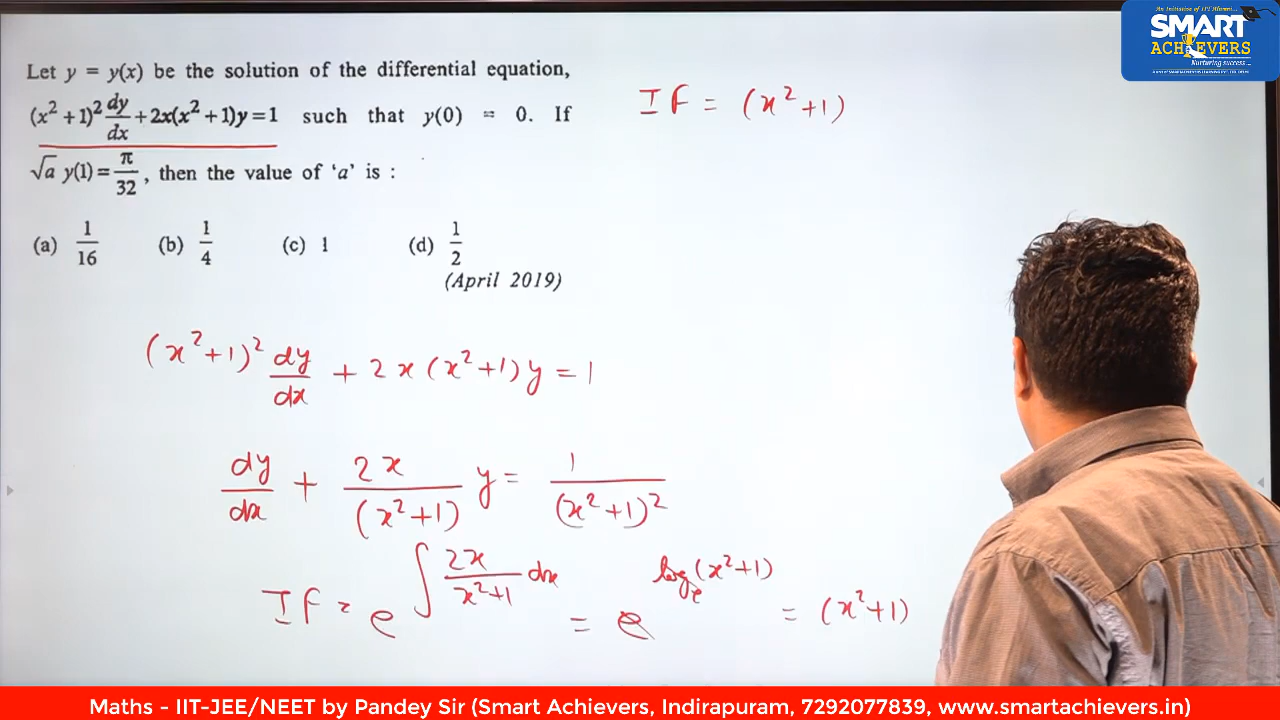 An Initiative of IIT Alumni...
SMART
ACHIEVERS
Nurturing success...
Let y = y(x) be the solution of the differential equation,
(x² + 1)² dy/dx + 2x(x² + 1)y = 1 such that y(0) = 0. If
√a y(1) = π/32, then the value of 'a' is :
(a) 1/16 (b) 1/4 (c) 1 (d) 1/2
(April 2019)
IF = (x²+1)
(x²+1)² dy/dx + 2x(x²+1)y = 1
dy/dx + 2x/(x²+1) y = 1/(x²+1)²
IF = e^∫ 2x/x²+1 dx = e^logₑ(x²+1) = (x²+1)
Maths - IIT-JEE/NEET by Pandey Sir (Smart Achievers, Indirapuram, 7292077839, www.smartachievers.in)